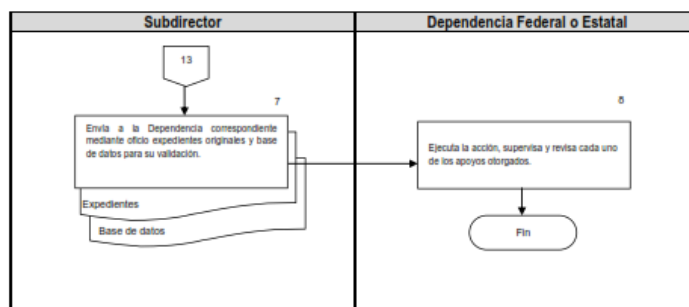 Subdirector
Dependencia Federal o Estatal
13
7
Envía a la Dependencia correspondiente
mediante oficio expedientes originales y base
de datos para su validación.
Expedientes
Base de datos
8
Ejecuta la acción, supervisa y revisa cada uno
de los apoyos otorgados.
Fin